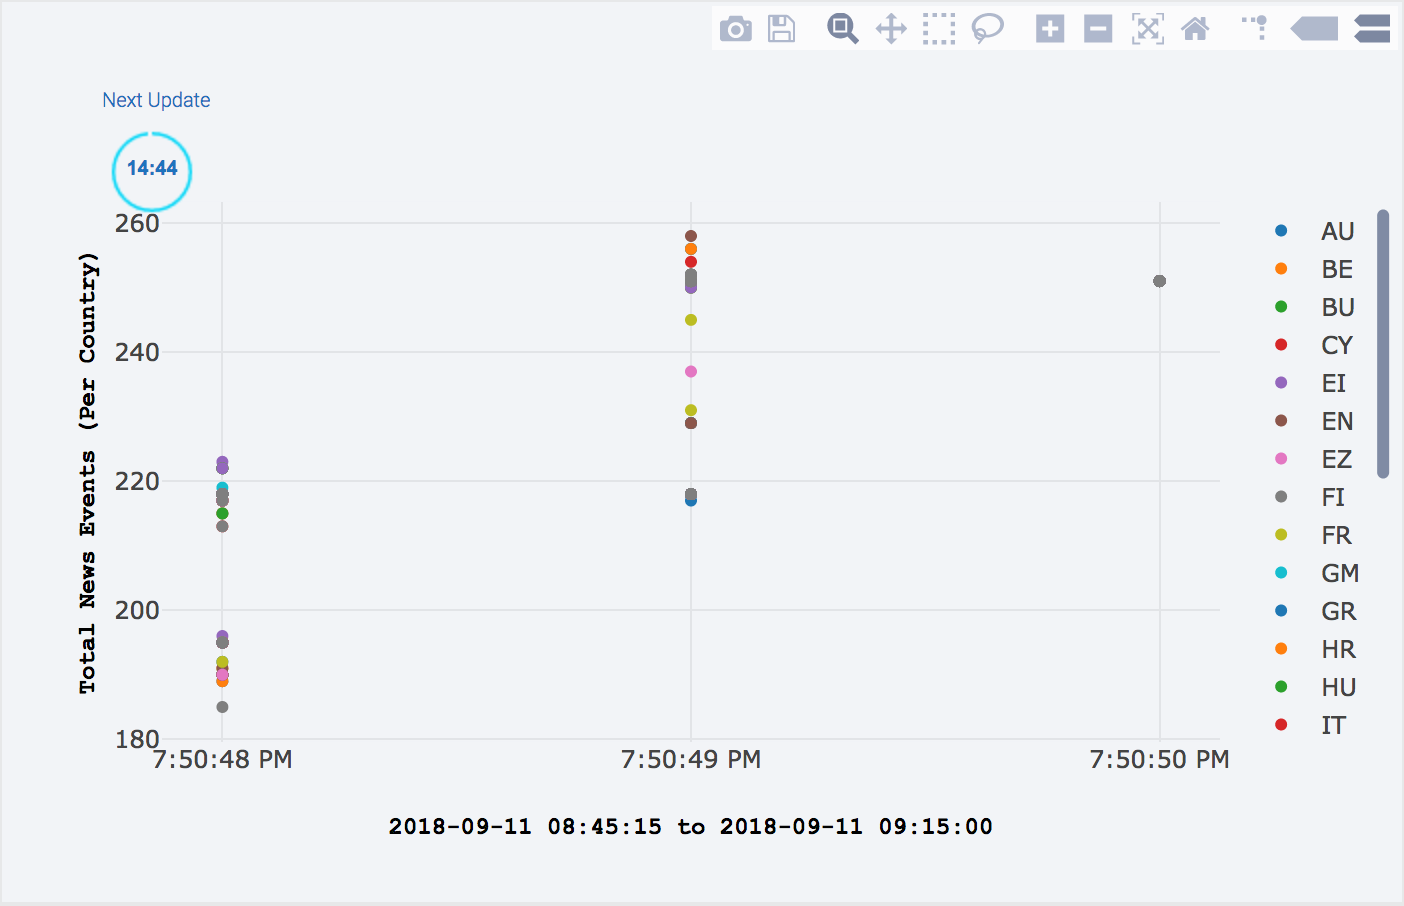 Next Update
14:44
260
240
220
200
180
Total News Events (Per Country)
7:50:48 PM
7:50:49 PM
7:50:50 PM
2018-09-11 08:45:15 to 2018-09-11 09:15:00
AU
BE
BU
CY
EI
EN
EZ
FI
FR
GM
GR
HR
HU
IT